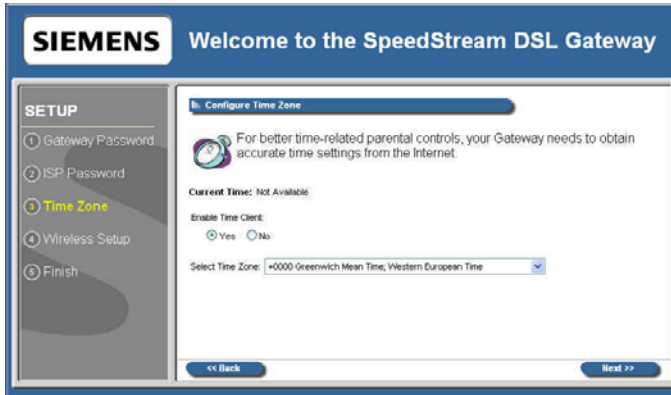 SIEMENS
Welcome to the SpeedStream DSL Gateway
SETUP
1 Gateway Password
2 ISP Password
3 Time Zone
4 Wireless Setup
5 Finish
Configure Time Zone
For better time-related parental controls, your Gateway needs to obtain
accurate time settings from the Internet.
Current Time: Not Available
Enable Time Client:
Yes No
Select Time Zone: +0000 Greenwich Mean Time; Western European Time
<< Back
Next >>